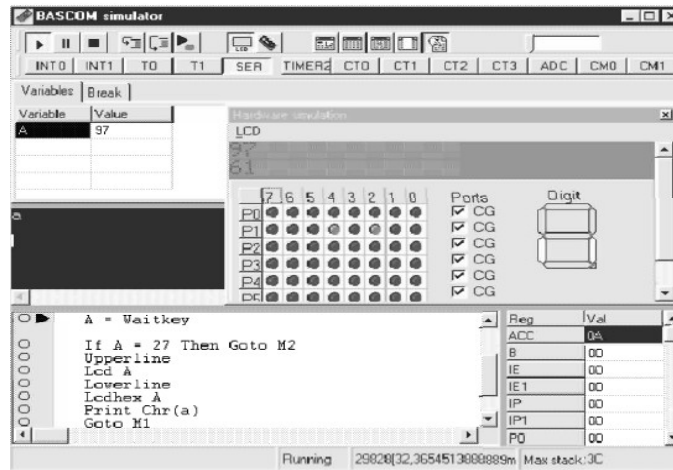 BASCOM simulator
INT0 INT1 T0 T1 SER TIMER2 CT0 CT1 CT2 CT3 ADC CM0 CM1
Variables Break
Variable Value
A 97
Hardware simulation
LCD
97
61
7 6 5 4 3 2 1 0 Ports Digit
P0 CG
P1 CG
P2 CG
P3 CG
P4 CG
P5 CG
a
A = Waitkey
If A = 27 Then Goto M2
Upperline
Lcd A
Lowerline
Lcdhex A
Print Chr(a)
Goto M1
Reg Val
ACC 0A
B 00
IE 00
IE1 00
IP 00
IP1 00
P0 00
Running 29828[32,3654513888889m Max stack:3C